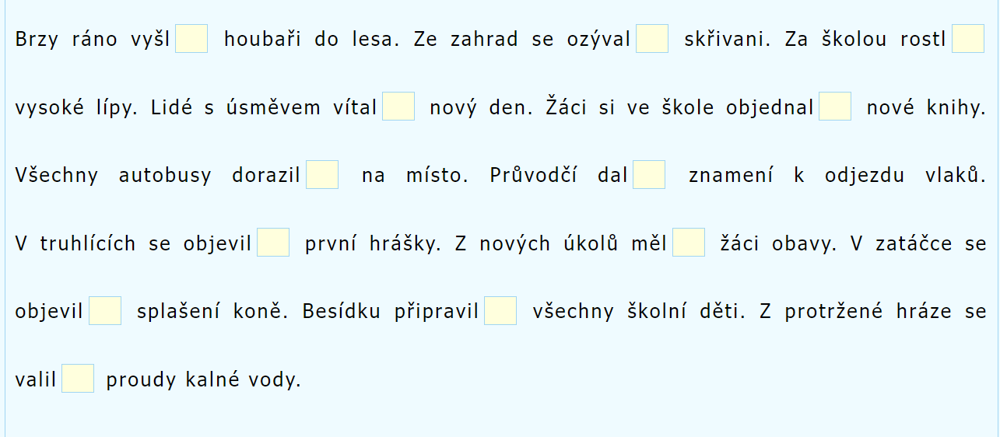 Brzy ráno vyšl houbaři do lesa. Ze zahrad se ozýval skřivani. Za školou rostl
vysoké lípy. Lidé s úsměvem vítal nový den. Žáci si ve škole objednal nové knihy.
Všechny autobusy dorazil na místo. Průvodčí dal znamení k odjezdu vlaků.
V truhlících se objevil první hrášky. Z nových úkolů měl žáci obavy. V zatáčce se
objevil splašení koně. Besídku připravil všechny školní děti. Z protržené hráze se
valil proudy kalné vody.